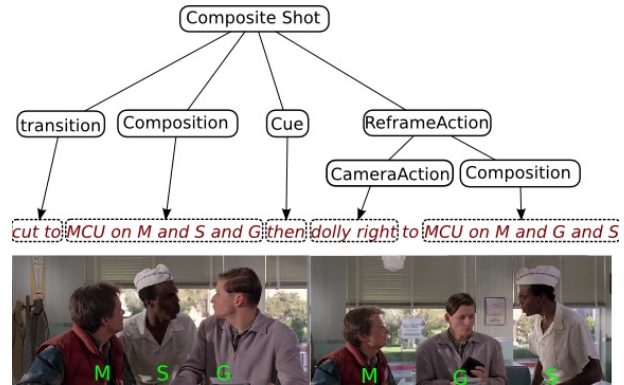 Composite Shot
transition
Composition
Cue
ReframeAction
CameraAction
Composition
cut to MCU on M and S and G then dolly right to MCU on M and G and S
M S G M G S